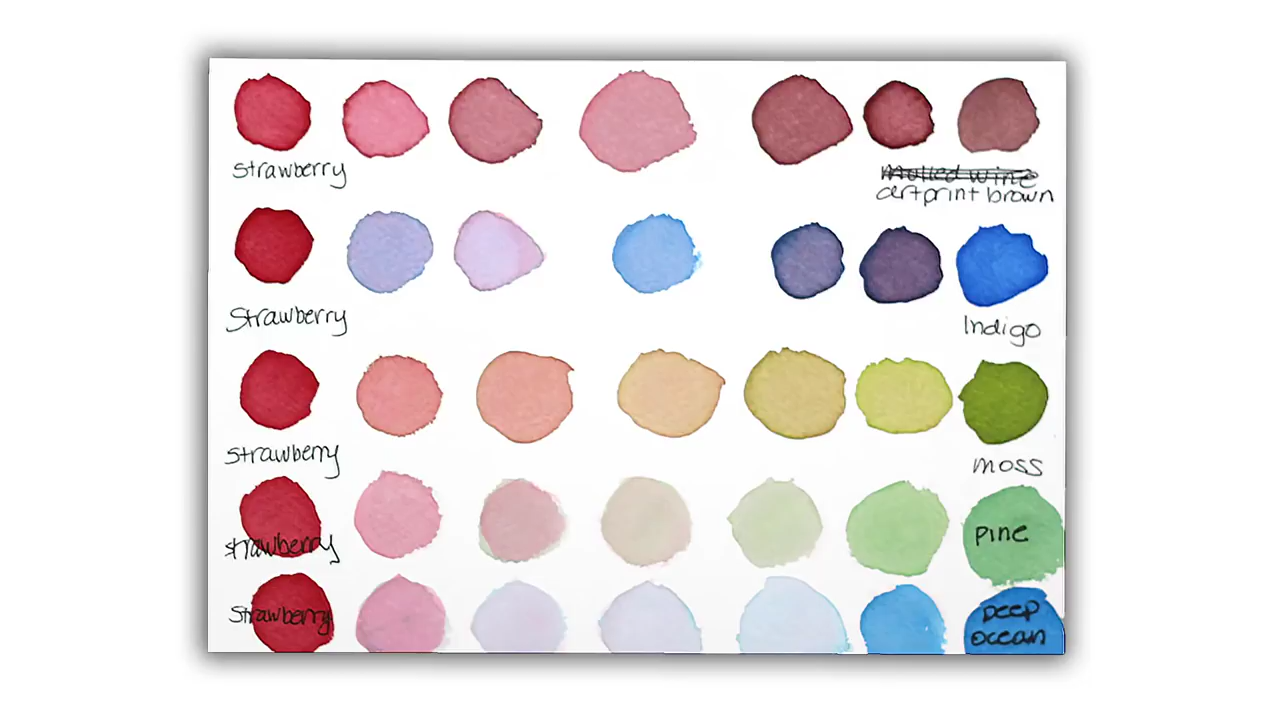 Strawberry
Mulled wine
artprint brown
Strawberry
Indigo
Strawberry
moss
Strawberry
pine
Strawberry
Deep
ocean